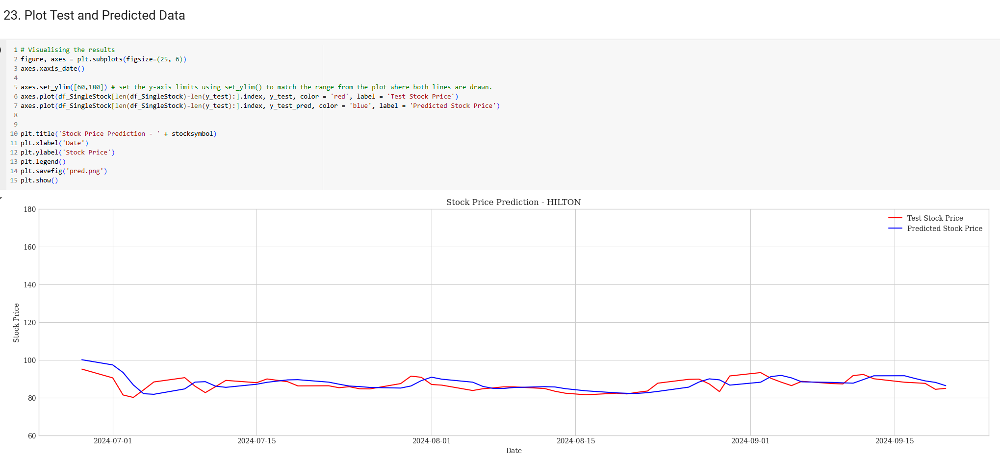 23. Plot Test and Predicted Data
1 # Visualising the results
2 figure, axes = plt.subplots(figsize=(25, 6))
3 axes.xaxis_date()
4
5 axes.set_ylim([60,180]) # set the y-axis limits using set_ylim() to match the range from the plot where both lines are drawn.
6 axes.plot(df_SingleStock[len(df_SingleStock)-len(y_test):].index, y_test, color = 'red', label = 'Test Stock Price')
7 axes.plot(df_SingleStock[len(df_SingleStock)-len(y_test):].index, y_test_pred, color = 'blue', label = 'Predicted Stock Price')
8
9
10 plt.title('Stock Price Prediction - ' + stocksymbol)
11 plt.xlabel('Date')
12 plt.ylabel('Stock Price')
13 plt.legend()
14 plt.savefig('pred.png')
15 plt.show()
Stock Price Prediction - HILTON
Test Stock Price
Predicted Stock Price
Stock Price
180
160
140
120
100
80
60
2024-07-01
2024-07-15
2024-08-01
2024-08-15
2024-09-01
2024-09-15
Date